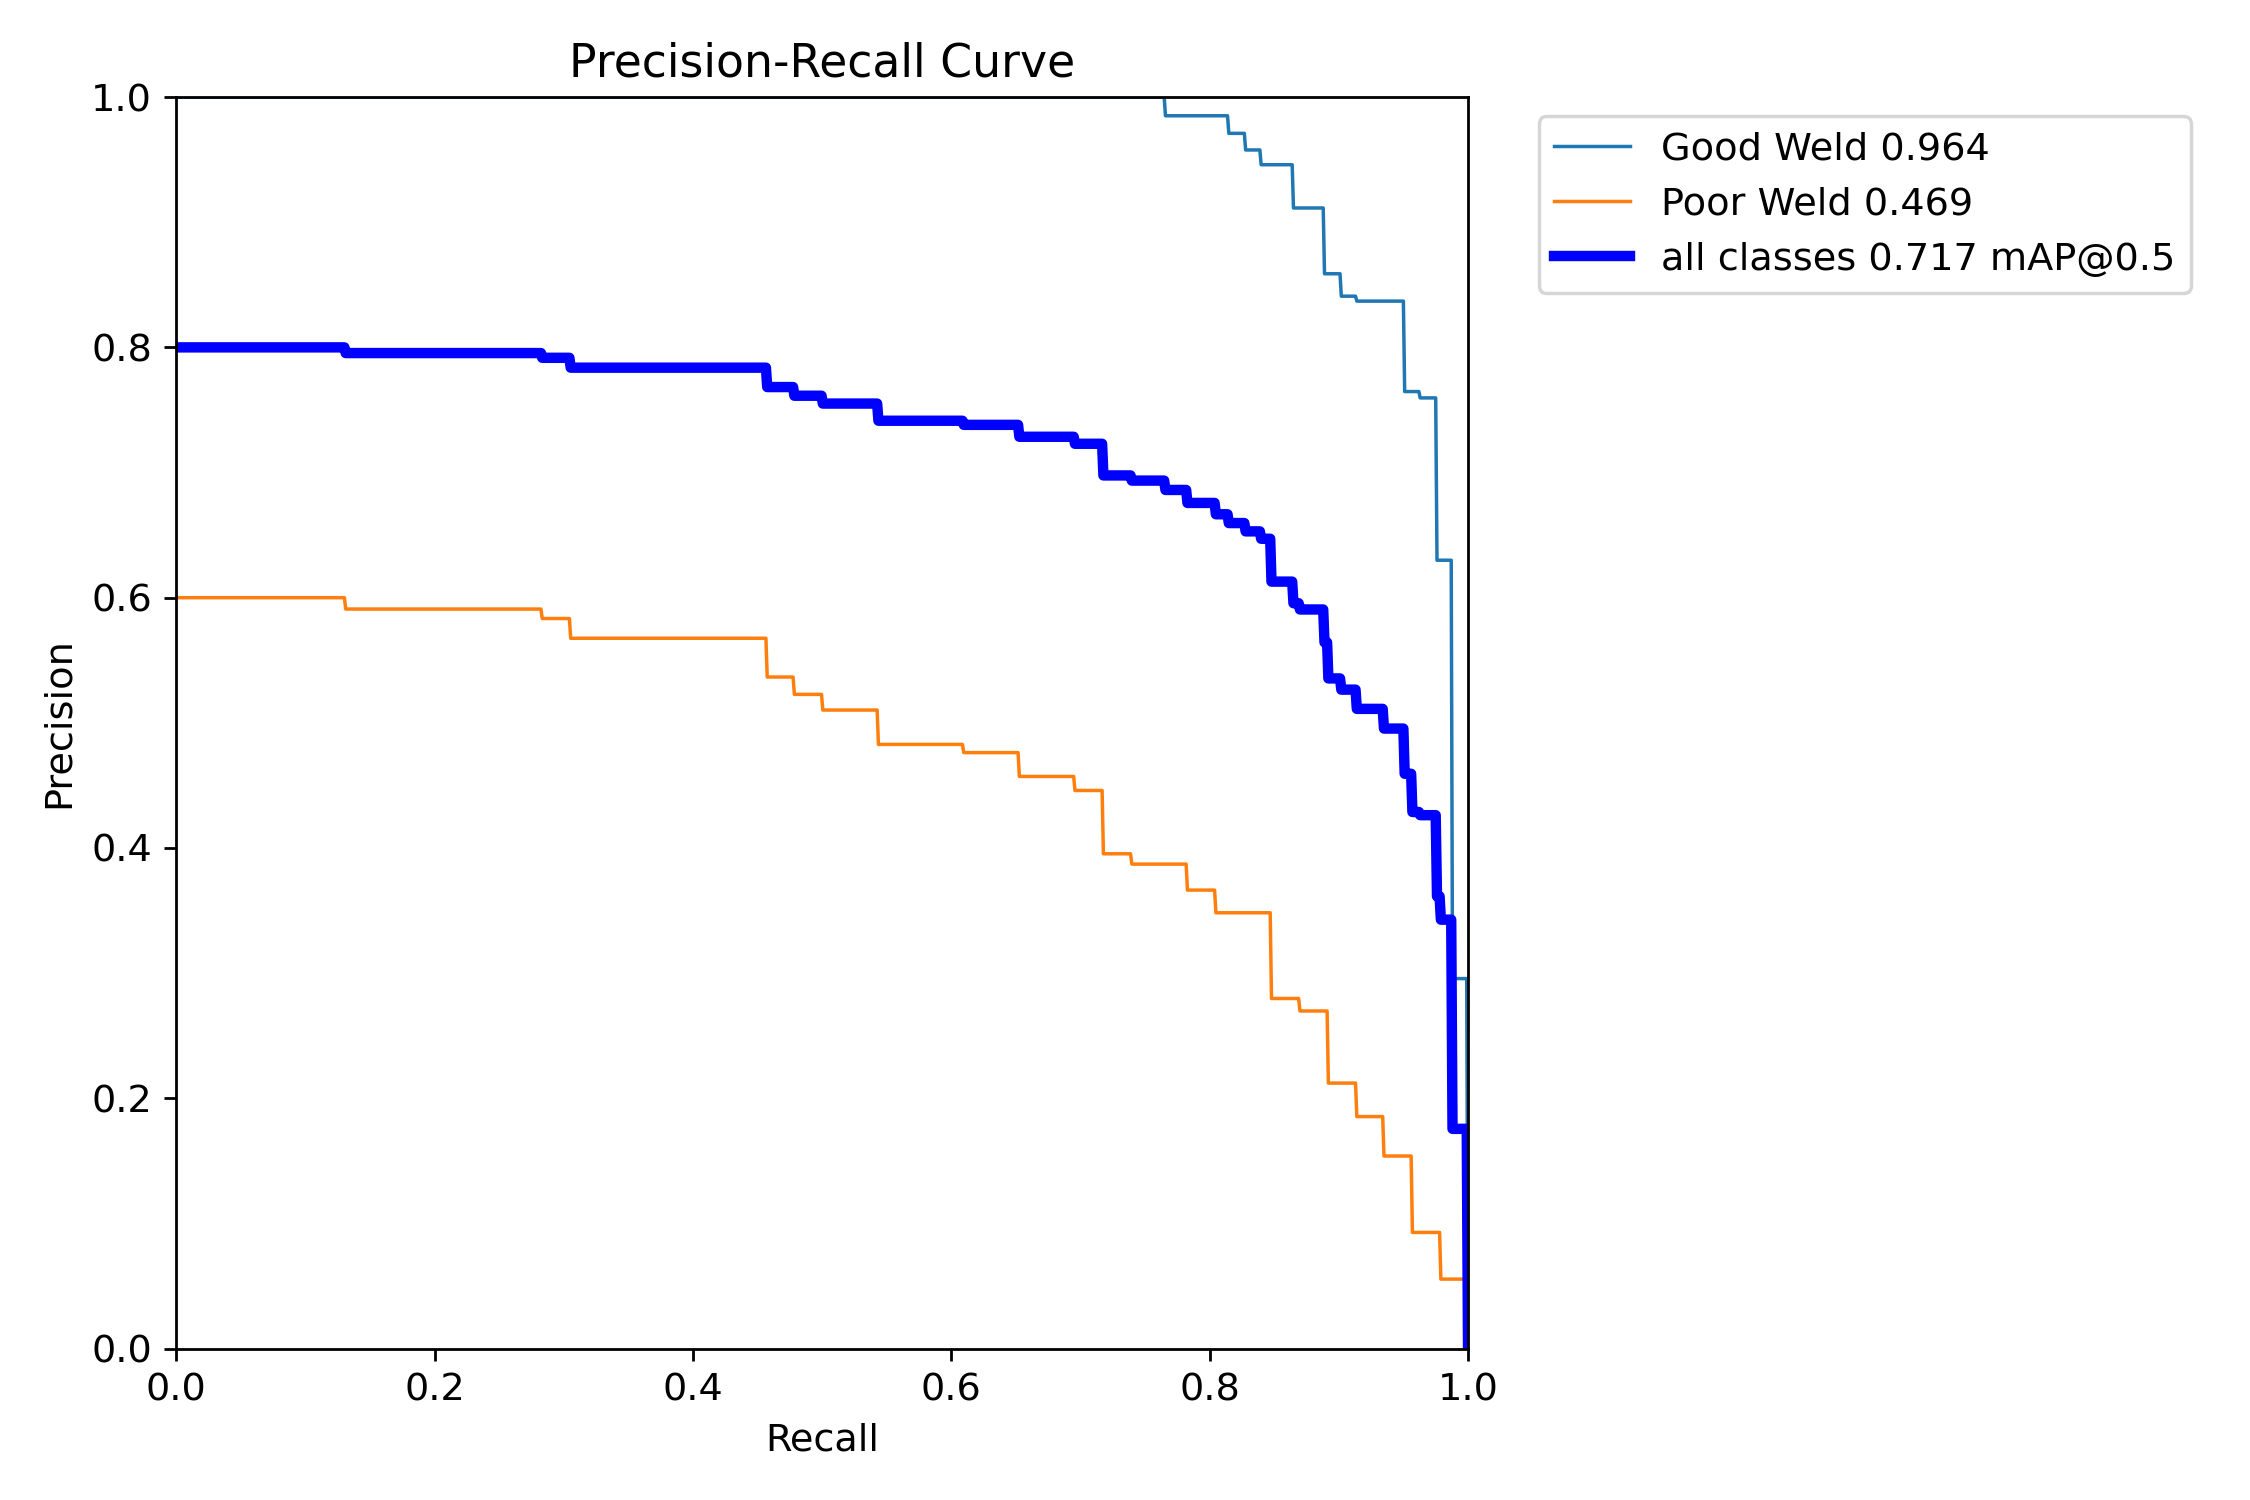 Precision-Recall Curve
1.0
0.8
0.6
0.4
0.2
0.0
Precision
0.0 0.2 0.4 0.6 0.8 1.0
Recall
Good Weld 0.964
Poor Weld 0.469
all classes 0.717 mAP@0.5